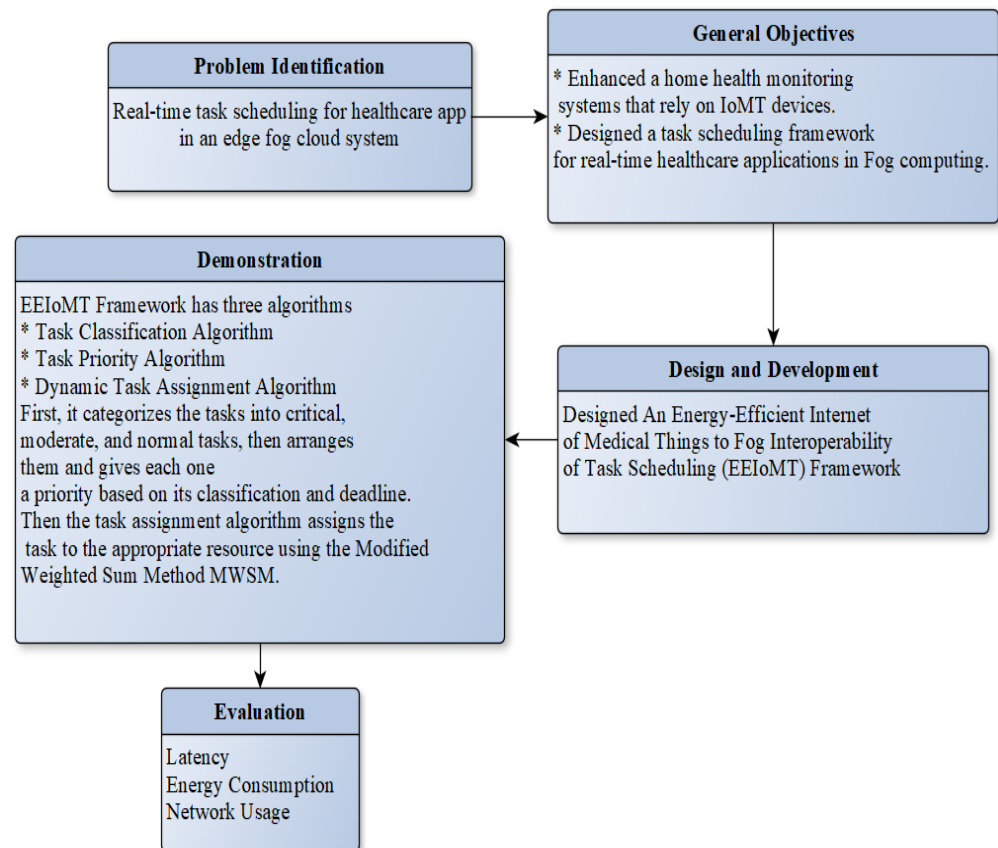 Problem Identification
Real-time task scheduling for healthcare app
in an edge fog cloud system
General Objectives
* Enhanced a home health monitoring
systems that rely on IoMT devices.
* Designed a task scheduling framework
for real-time healthcare applications in Fog computing.
Design and Development
Designed An Energy-Efficient Internet
of Medical Things to Fog Interoperability
of Task Scheduling (EEIoMT) Framework
Demonstration
EEIoMT Framework has three algorithms
* Task Classification Algorithm
* Task Priority Algorithm
* Dynamic Task Assignment Algorithm
First, it categorizes the tasks into critical,
moderate, and normal tasks, then arranges
them and gives each one
a priority based on its classification and deadline.
Then the task assignment algorithm assigns the
task to the appropriate resource using the Modified
Weighted Sum Method MWSM.
Evaluation
Latency
Energy Consumption
Network Usage